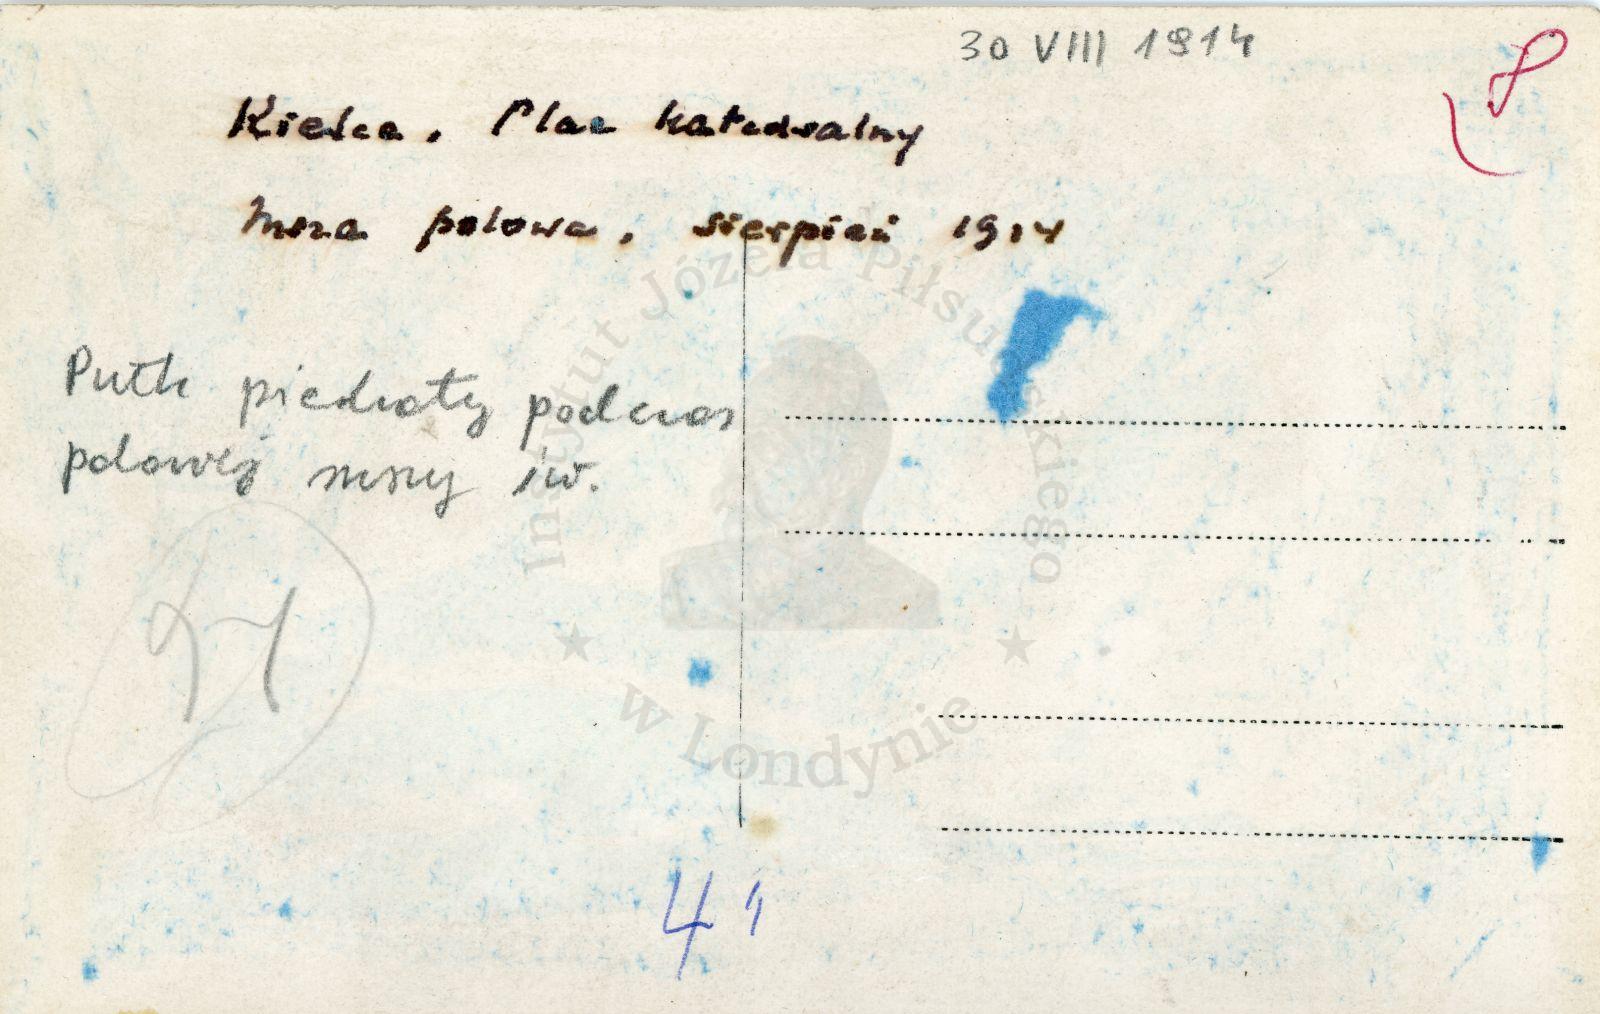 30 VIII 1914
8
Kielce. Plac katedralny
Msza polowa. sierpień 1914
Pułk piechoty podczas
polowej mszy św.
41
Instytut Józefa Piłsudskiego
w Londynie